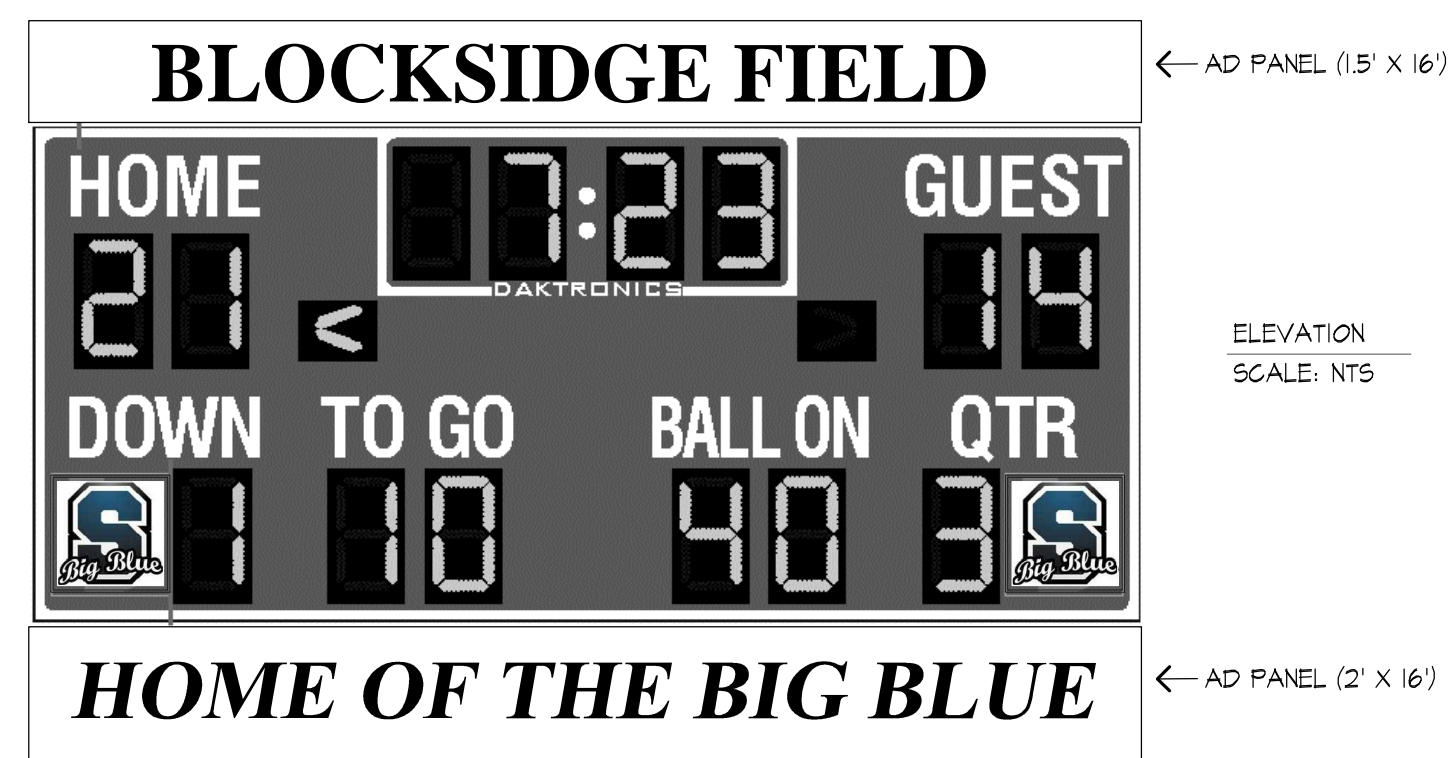 BLOCKSIDGE FIELD
← AD PANEL (1.5' X 16')
HOME 7:23 GUEST
DAKTRONICS
21 < > 14
ELEVATION
SCALE: NTS
DOWN TO GO BALL ON QTR
S Big Blue 1 10 40 3 S Big Blue
HOME OF THE BIG BLUE
← AD PANEL (2' X 16')